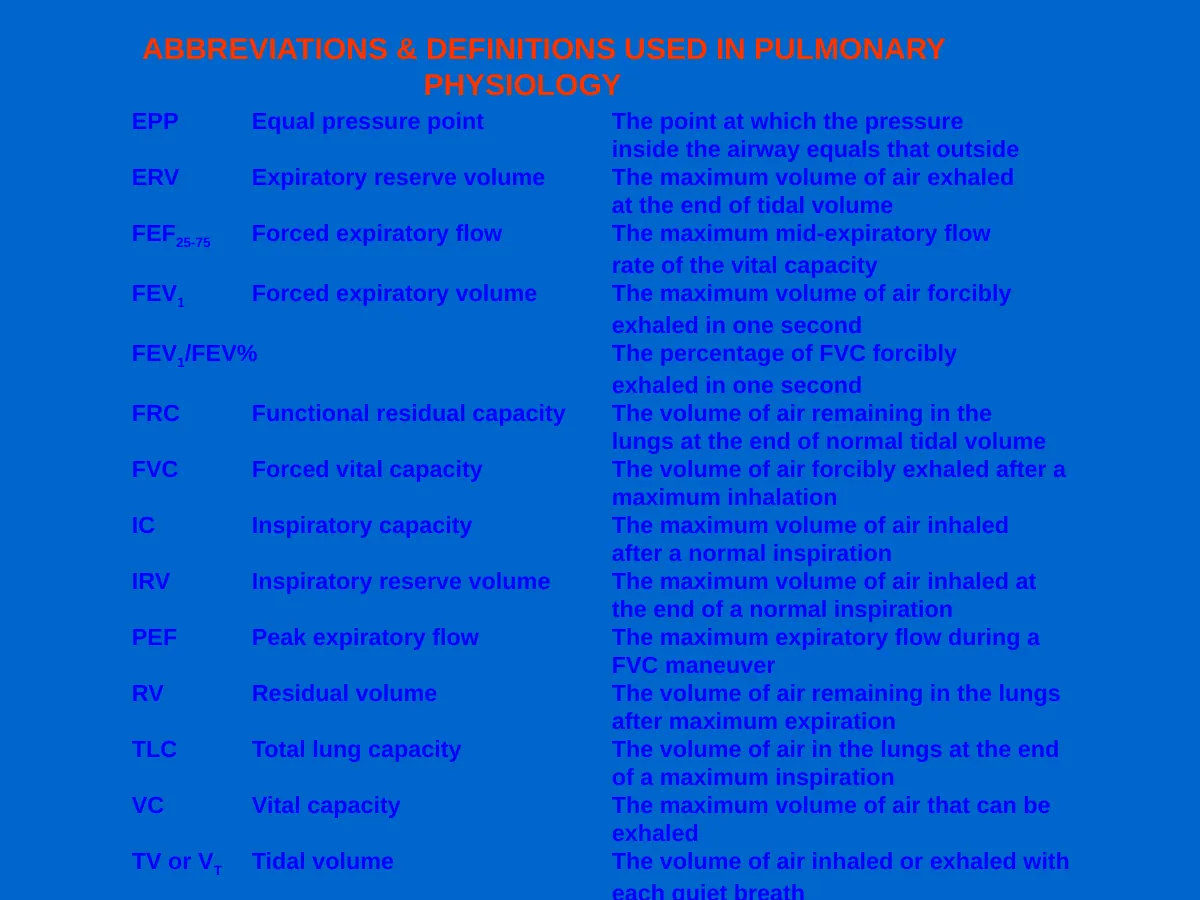 ABBREVIATIONS & DEFINITIONS USED IN PULMONARY
PHYSIOLOGY
EPP Equal pressure point The point at which the pressure
inside the airway equals that outside
ERV Expiratory reserve volume The maximum volume of air exhaled
at the end of tidal volume
FEF25-75 Forced expiratory flow The maximum mid-expiratory flow
rate of the vital capacity
FEV1 Forced expiratory volume The maximum volume of air forcibly
exhaled in one second
FEV1/FEV% The percentage of FVC forcibly
exhaled in one second
FRC Functional residual capacity The volume of air remaining in the
lungs at the end of normal tidal volume
FVC Forced vital capacity The volume of air forcibly exhaled after a
maximum inhalation
IC Inspiratory capacity The maximum volume of air inhaled
after a normal inspiration
IRV Inspiratory reserve volume The maximum volume of air inhaled at
the end of a normal inspiration
PEF Peak expiratory flow The maximum expiratory flow during a
FVC maneuver
RV Residual volume The volume of air remaining in the lungs
after maximum expiration
TLC Total lung capacity The volume of air in the lungs at the end
of a maximum inspiration
VC Vital capacity The maximum volume of air that can be
exhaled
TV or VT Tidal volume The volume of air inhaled or exhaled with
each quiet breath